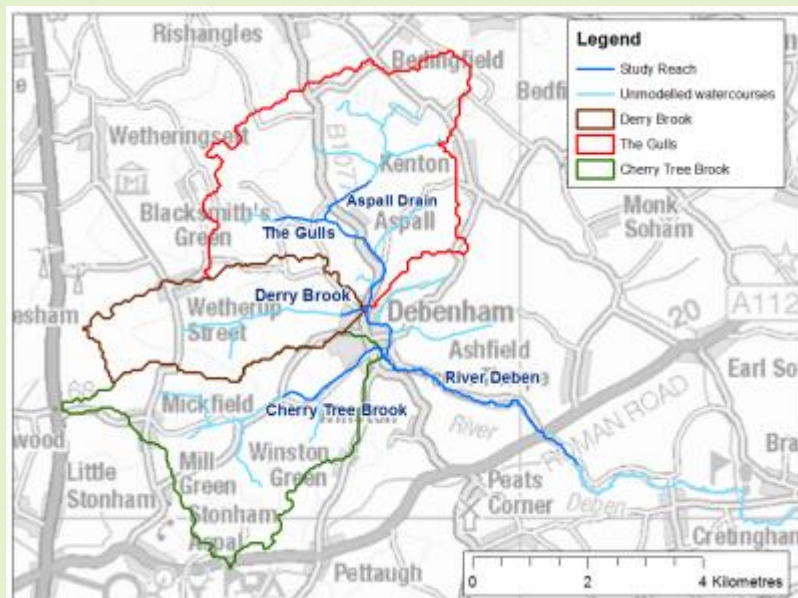 Rishangles
Bedingfield
Wetheringsett
B1077
Kenton
Aspall Drain
Blacksmith's
Green
Aspall
The Gulls
Derry Brook
Wetherup
Street
Debenham
Ashfield
River Deben
Mickfield
Cherry Tree Brook
Winston
Green
Mill
Green
Little
Stonham
Stonham
Aspal
Pettaugh
River
ROMAN ROAD
Peats
Corner
Deben
Cretingham
Monk
Soham
20
A112
Earl So
Bra
Bedf
esham
66
wood
Legend
Study Reach
Unmodelled watercourses
Derry Brook
The Gulls
Cherry Tree Brook
0 2 4 Kilometres